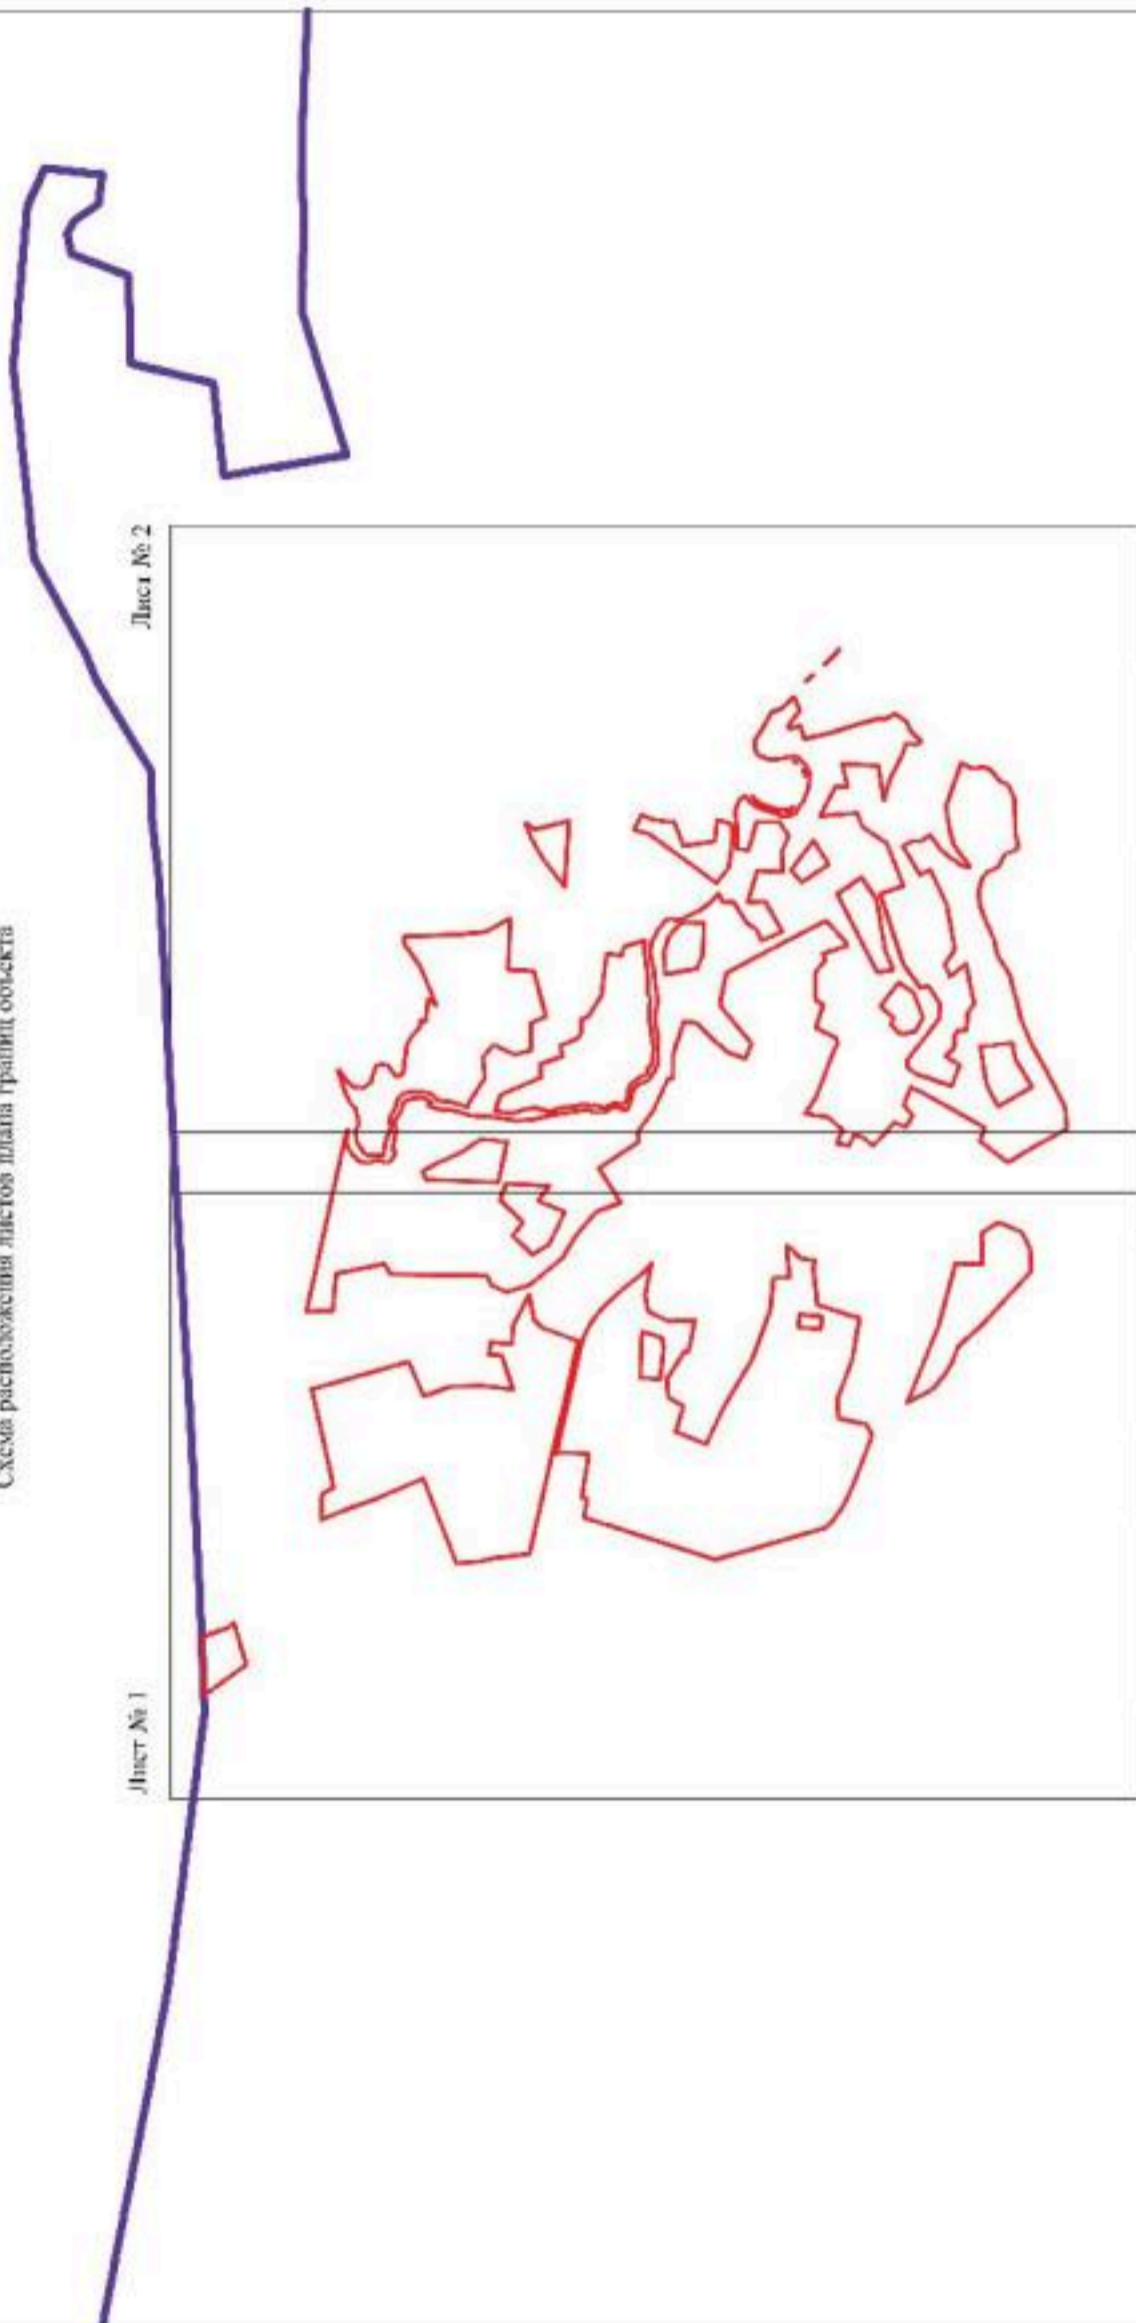 Схема расположения листов плана границ объекта
Лист № 1
Лист № 2